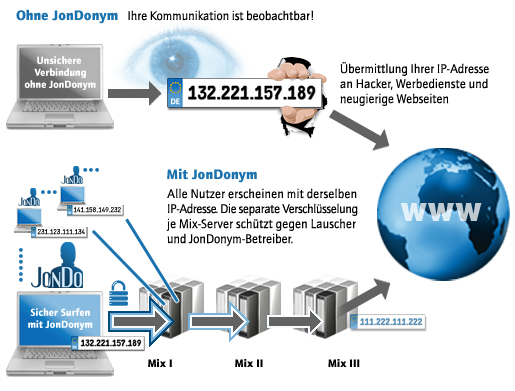 Ohne JonDonym Ihre Kommunikation ist beobachtbar!
Unsichere
Verbindung
ohne JonDonym
DE
132.221.157.189
Übermittlung Ihrer IP-Adresse
an Hacker, Werbedienste und
neugierige Webseiten
Mit JonDonym
Alle Nutzer erscheinen mit derselben
IP-Adresse. Die separate Verschlüsselung
je Mix-Server schützt gegen Lauscher
und JonDonym-Betreiber.
WWW
JONDO
141.158.149.232
JONDO
231.123.111.134
JONDO
Sicher Surfen
mit JonDonym
132.221.157.189
Mix I
Mix II
Mix III
111.222.111.222